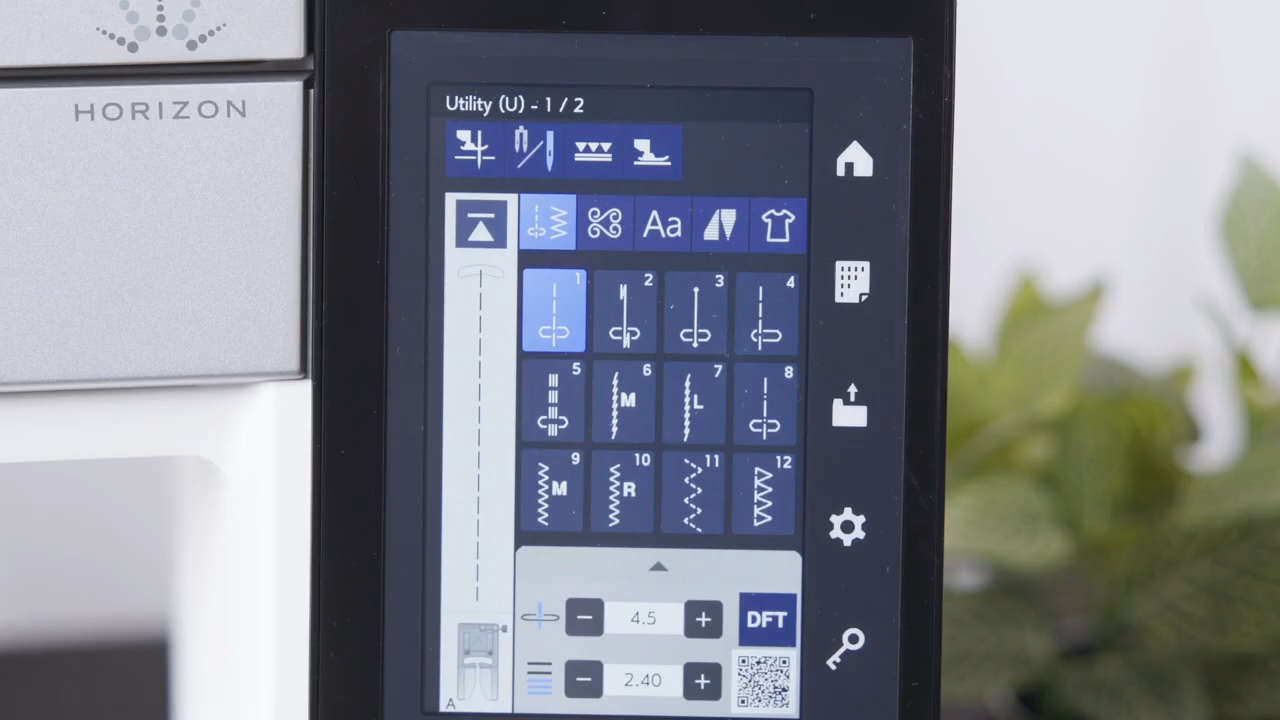 HORIZON
Utility (U) - 1 / 2
Aa
1 2 3 4
5 6 M 7 L 8
9 M 10 R 11 12
4.5 DFT
2.40
A